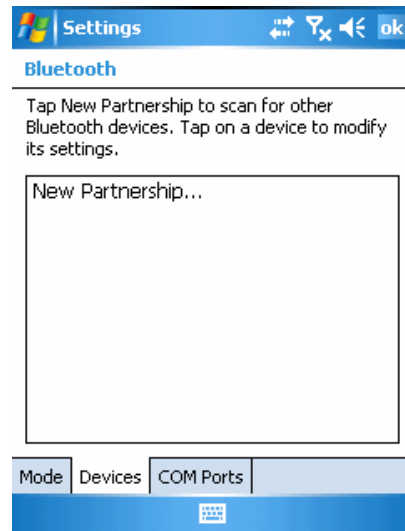 Settings ok
Bluetooth
Tap New Partnership to scan for other
Bluetooth devices. Tap on a device to modify
its settings.
New Partnership...
Mode Devices COM Ports